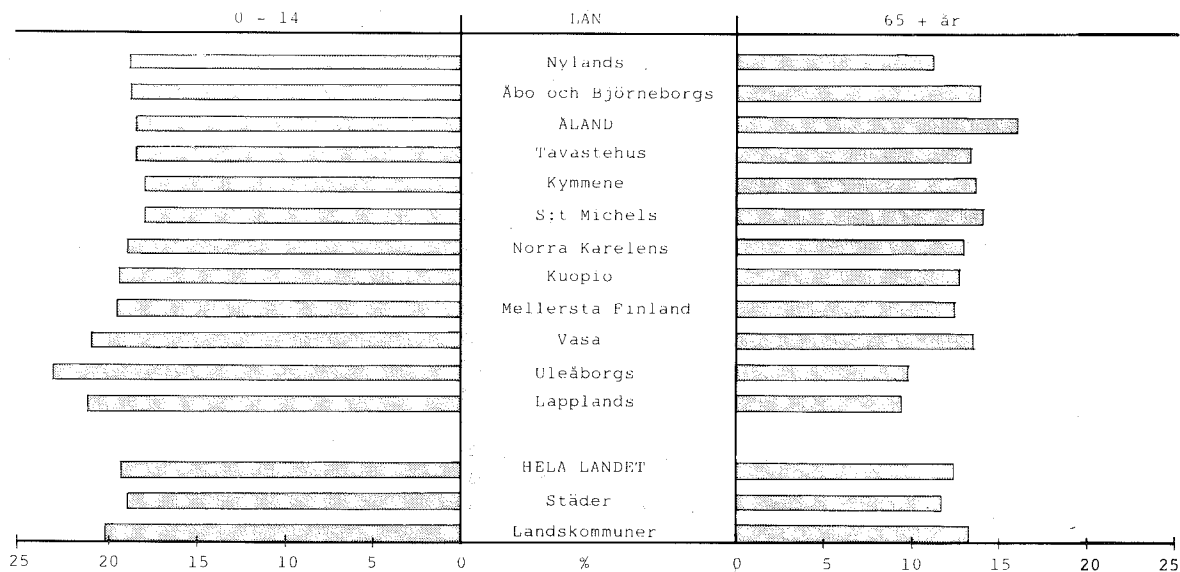 0 - 14 LÄN 65 + år
Nylands
Åbo och Björneborgs
ÅLAND
Tavastehus
Kymmene
S:t Michels
Norra Karelens
Kuopio
Mellersta Finland
Vasa
Uleåborgs
Lapplands
HELA LANDET
Städer
Landskommuner
25 20 15 10 5 0 % 0 5 10 15 20 25